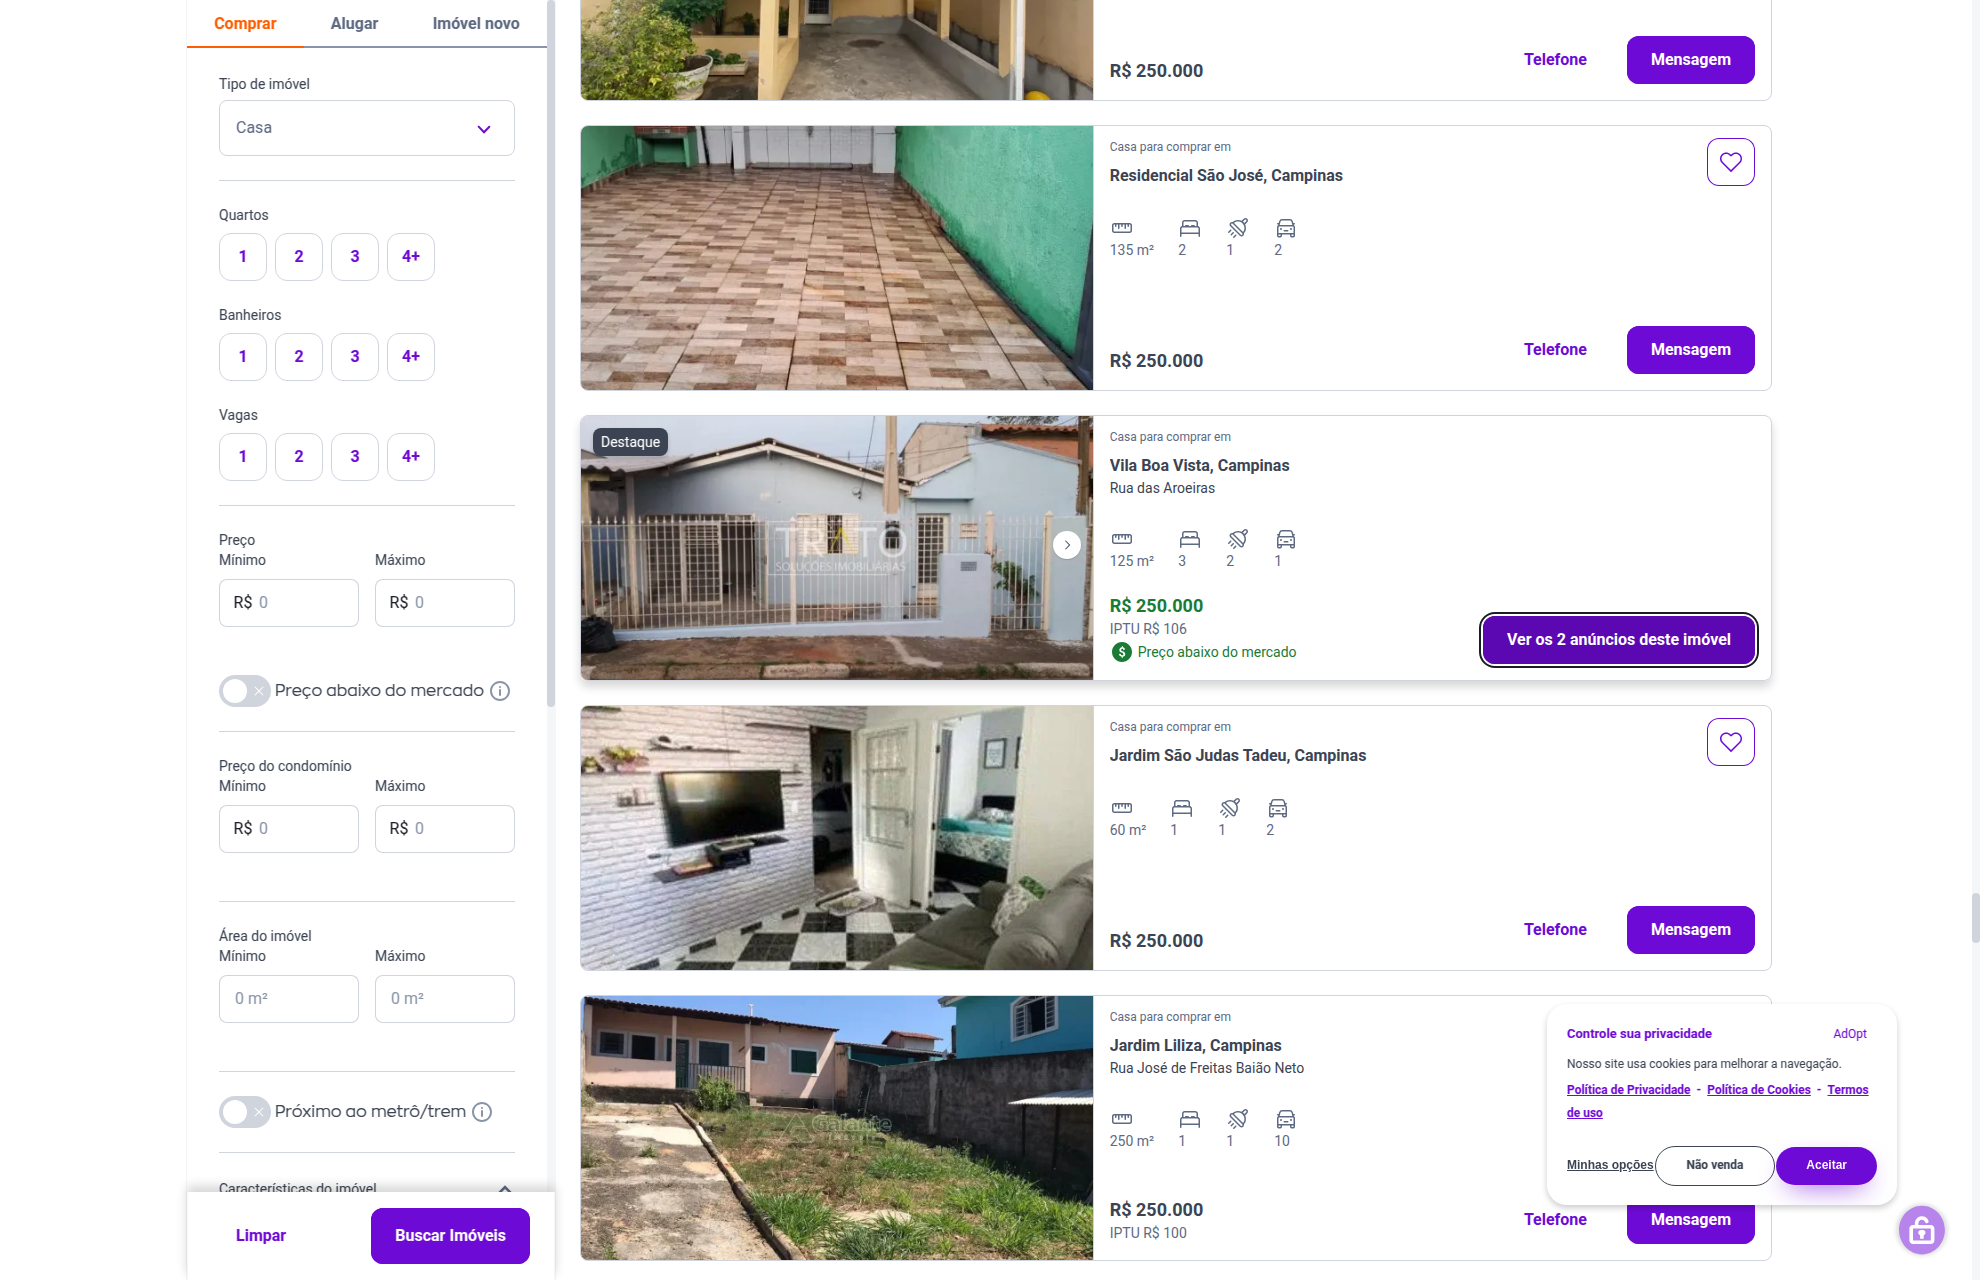 Comprar
Alugar
Imóvel novo
Tipo de imóvel
Casa
Quartos
1
2
3
4+
Banheiros
1
2
3
4+
Vagas
1
2
3
4+
Preço
Mínimo
Máximo
R$ 0
R$ 0
Preço abaixo do mercado
Preço do condomínio
Mínimo
Máximo
R$ 0
R$ 0
Área do imóvel
Mínimo
Máximo
0 m²
0 m²
Próximo ao metrô/trem
Características do imóvel
Limpar
Buscar Imóveis
R$ 250.000
Telefone
Mensagem
Casa para comprar em
Residencial São José, Campinas
135 m²
2
1
2
R$ 250.000
Telefone
Mensagem
Destaque
TRATO
SOLUÇÕES IMOBILIÁRIAS
Casa para comprar em
Vila Boa Vista, Campinas
Rua das Aroeiras
125 m²
3
2
1
R$ 250.000
IPTU R$ 106
$ Preço abaixo do mercado
Ver os 2 anúncios deste imóvel
Casa para comprar em
Jardim São Judas Tadeu, Campinas
60 m²
1
1
2
R$ 250.000
Telefone
Mensagem
Galante
Casa para comprar em
Jardim Liliza, Campinas
Rua José de Freitas Baião Neto
250 m²
1
1
10
R$ 250.000
IPTU R$ 100
Telefone
Mensagem
Controle sua privacidade
AdOpt
Nosso site usa cookies para melhorar a navegação.
Política de Privacidade - Política de Cookies - Termos
de uso
Minhas opções
Não venda
Aceitar